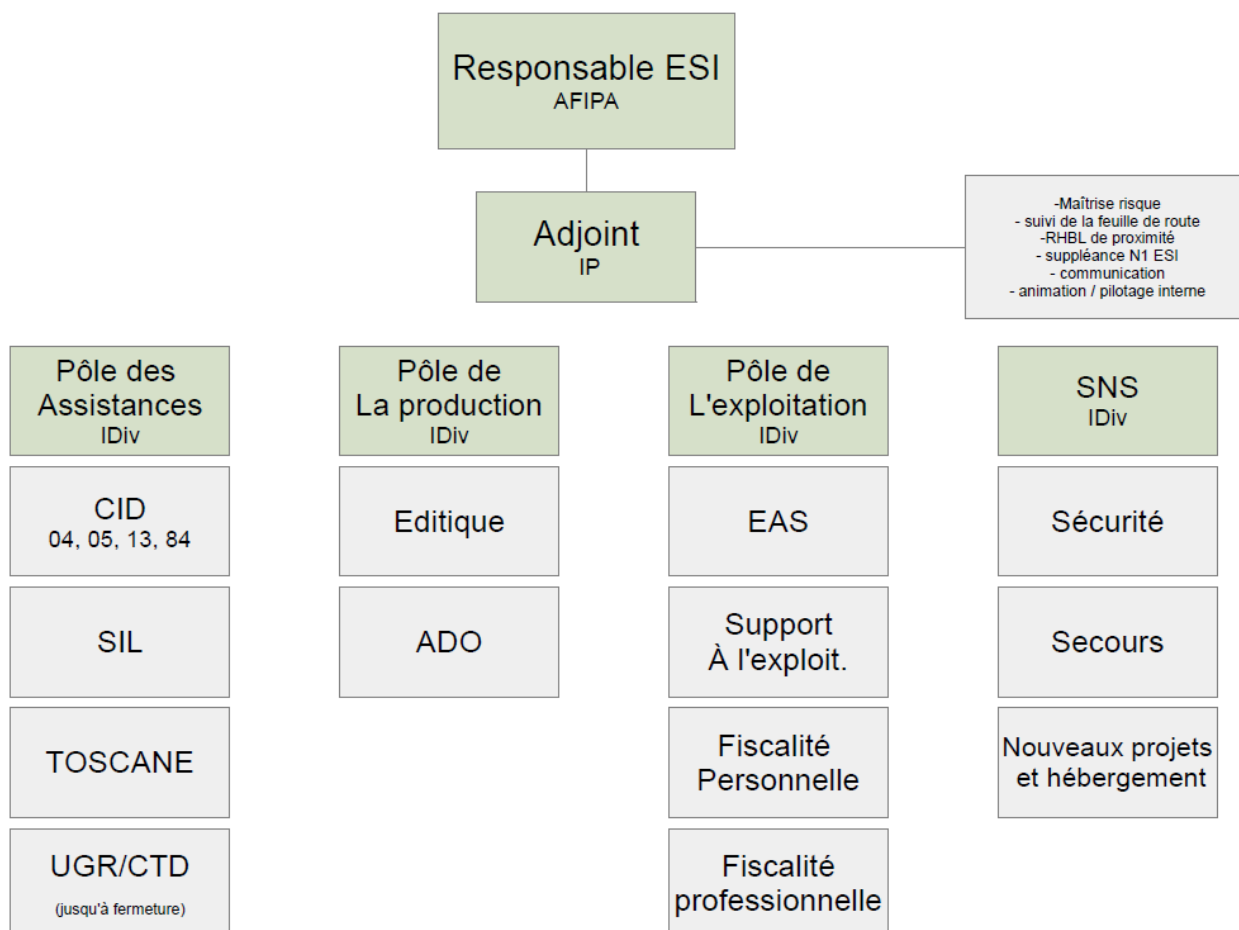 Responsable ESI
AFIPA
Adjoint
IP
-Maîtrise risque
- suivi de la feuille de route
-RHBL de proximité
- suppléance N1 ESI
- communication
- animation / pilotage interne
Pôle des
Assistances
IDiv
CID
04, 05, 13, 84
SIL
TOSCANE
UGR/CTD
(jusqu'à fermeture)
Pôle de
La production
IDiv
Editique
ADO
Pôle de
L'exploitation
IDiv
EAS
Support
À l'exploit.
Fiscalité
Personnelle
Fiscalité
professionnelle
SNS
IDiv
Sécurité
Secours
Nouveaux projets
et hébergement